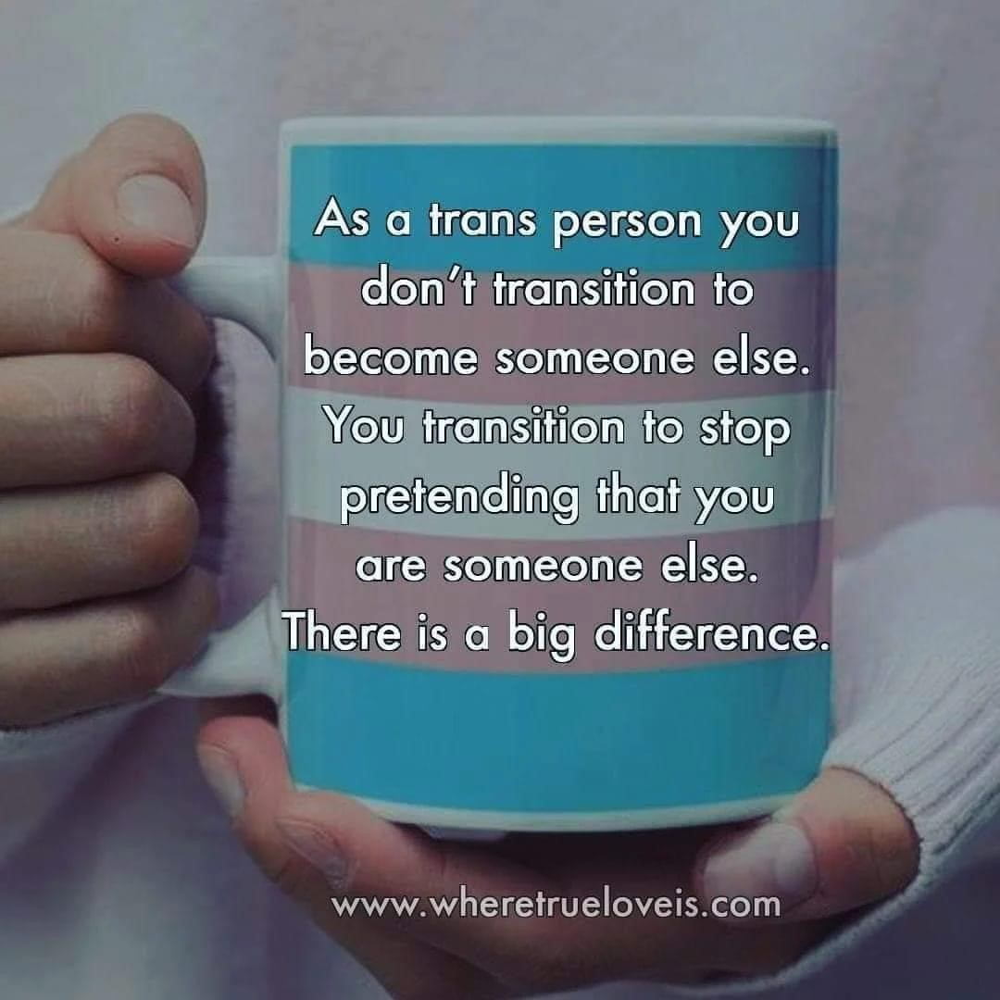 As a trans person you
don't transition to
become someone else.
You transition to stop
pretending that you
are someone else.
There is a big difference.
www.wheretrueloveis.com